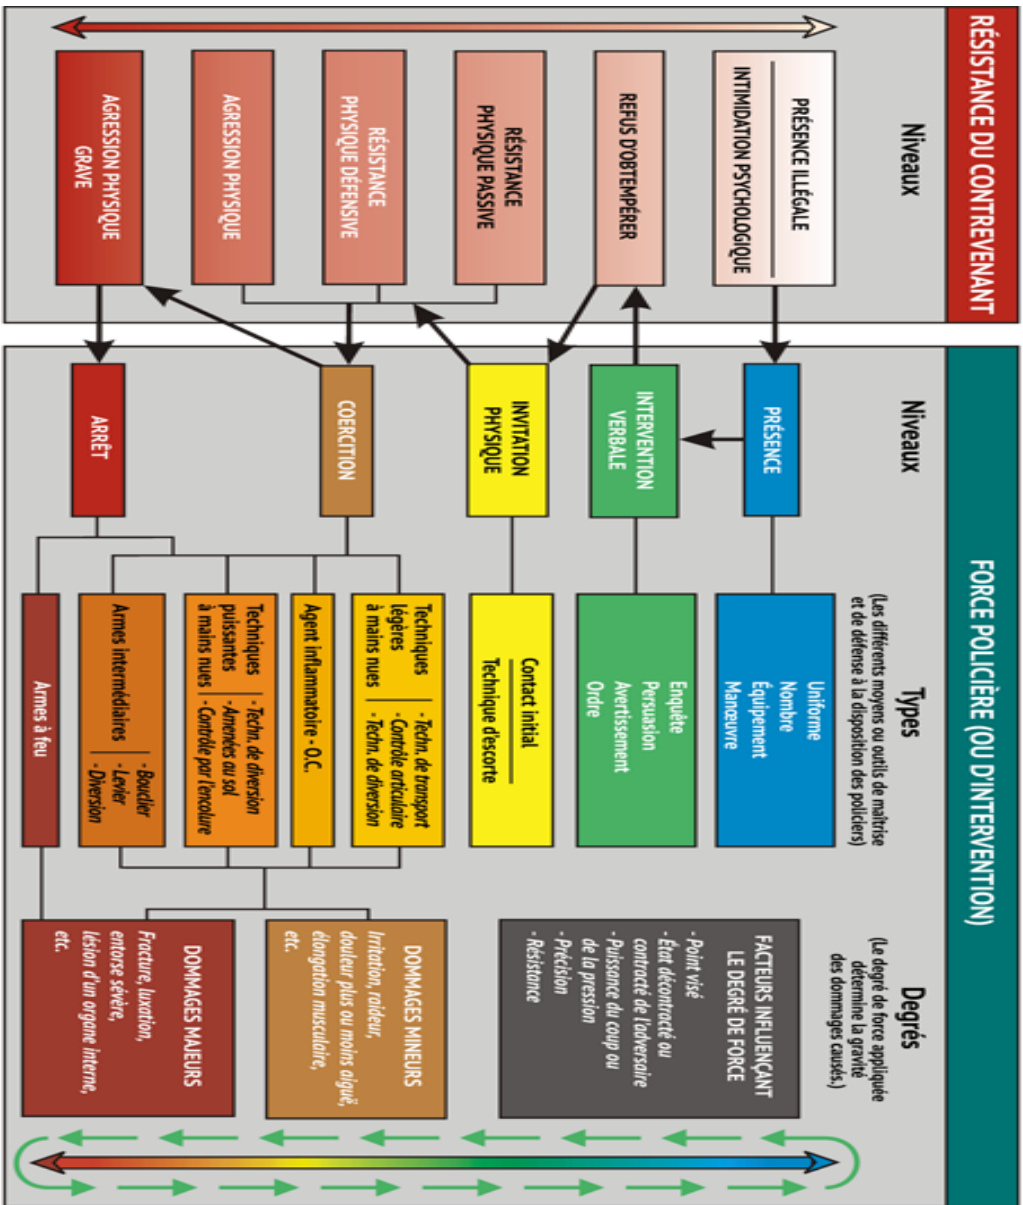 RÉSISTANCE DU CONTREVENANT
Niveaux
PRÉSENCE ILLÉGALE
INTIMIDATION PSYCHOLOGIQUE
REFUS D'OBTEMPÉRER
RÉSISTANCE
PHYSIQUE PASSIVE
RÉSISTANCE
PHYSIQUE DÉFENSIVE
AGRESSION PHYSIQUE
AGRESSION PHYSIQUE
GRAVE
FORCE POLICIÈRE (OU D'INTERVENTION)
Niveaux
PRÉSENCE
INTERVENTION
VERBALE
INVITATION
PHYSIQUE
COERCITION
ARRÊT
Types
(Les différents moyens ou outils de maîtrise
et de défense à la disposition des policiers)
Uniforme
Nombre
Équipement
Manœuvre
Enquête
Persuasion
Avertissement
Ordre
Contact initial
Technique d'escorte
Techniques
légères
à mains nues
- Techn. de transport
- Contrôle articulaire
- Techn. de diversion
Agent inflammatoire - O.C.
Techniques
puissantes
à mains nues
- Techn. de diversion
- Amenées au sol
- Contrôle par l'encolure
Armes intermédiaires
- Bouclier
- Levier
- Diversion
Armes à feu
Degrés
(Le degré de force appliquée
détermine la gravité
des dommages causés.)
FACTEURS INFLUENÇANT
LE DEGRÉ DE FORCE
- Point visé
- État décontracté ou
contracté de l'adversaire
- Puissance du coup ou
de la pression
- Précision
- Résistance
DOMMAGES MINEURS
Irritation, raideur,
douleur plus ou moins aiguë,
élongation musculaire,
etc.
DOMMAGES MAJEURS
Fracture, luxation,
entorse sévère,
lésion d'un organe interne,
etc.